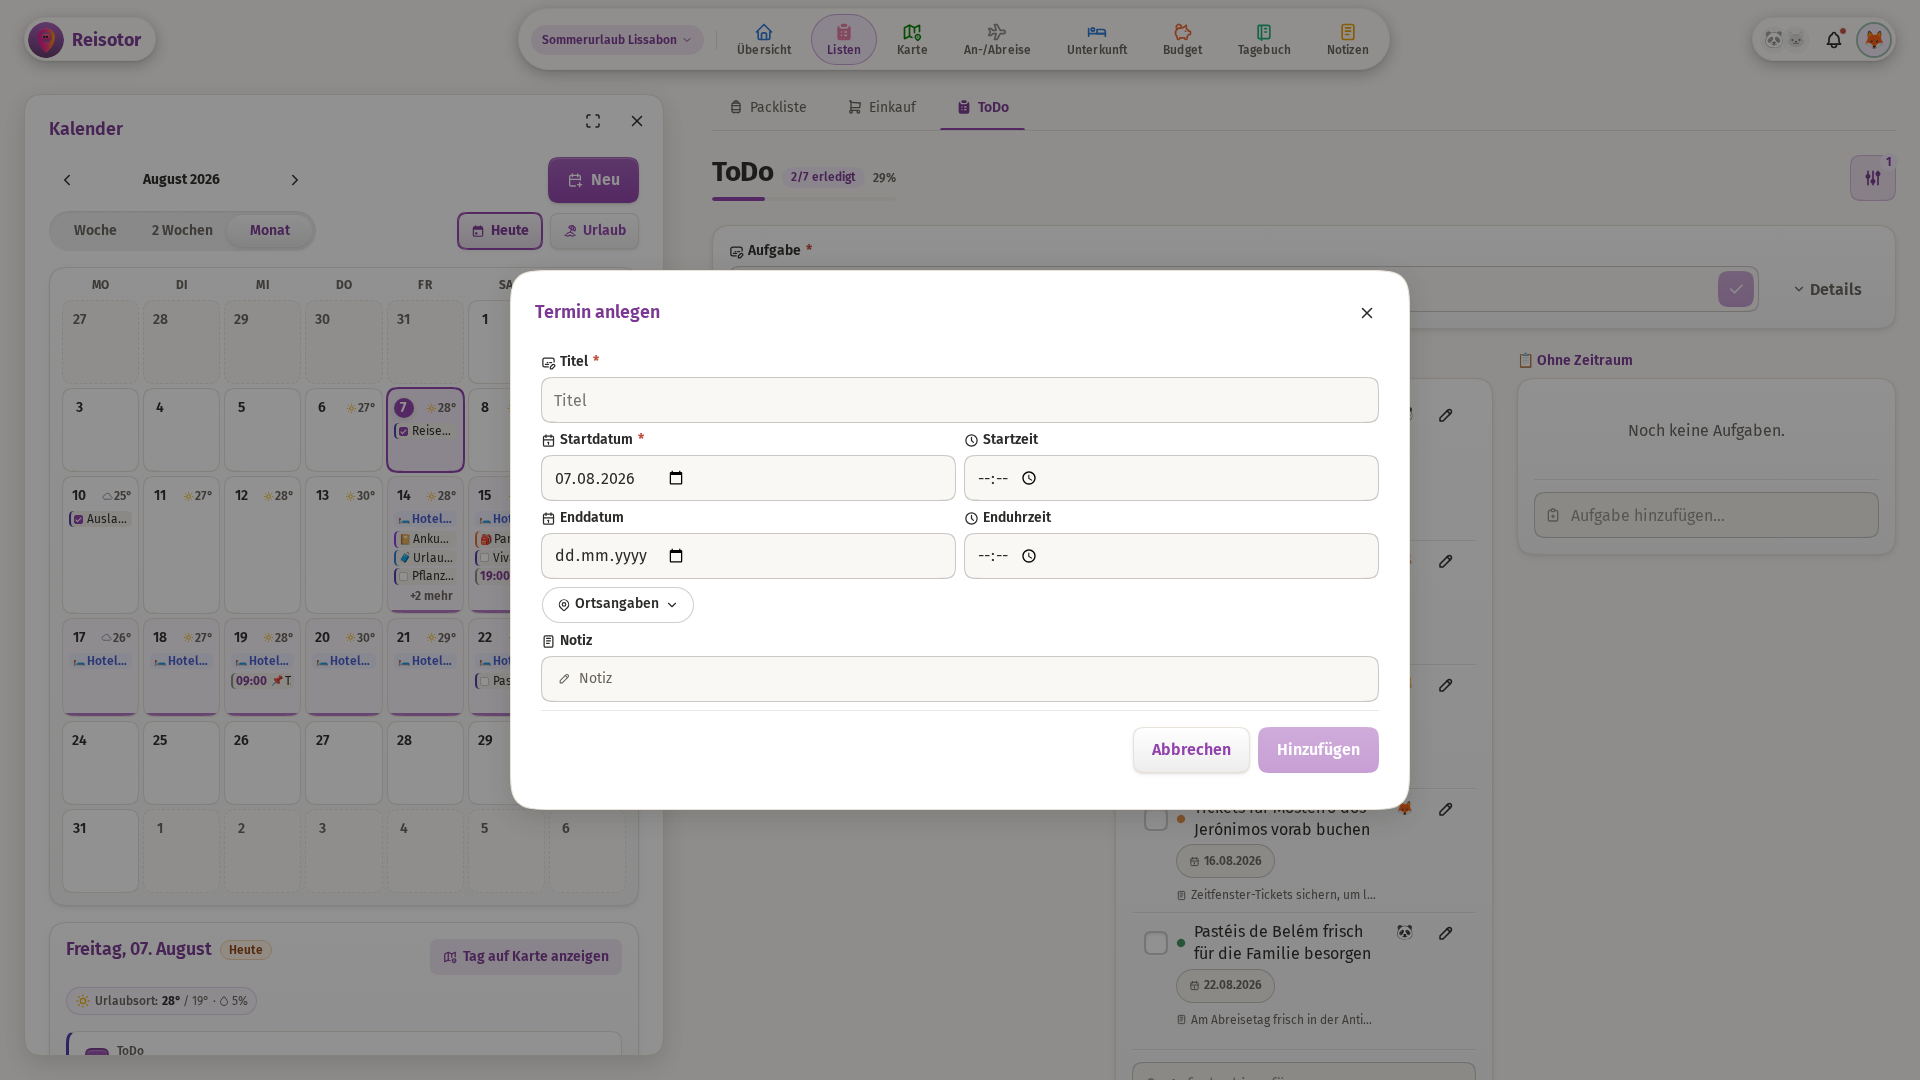 Reisotor
Sommerurlaub Lissabon
Übersicht
Listen
Karte
An-/Abreise
Unterkunft
Budget
Tagebuch
Notizen
Kalender
August 2026
Neu
Woche
2 Wochen
Monat
Heute
Urlaub
MO DI MI DO FR SA
27 28 29 30 31 1
3 4 5 6 27° 7 28° 8
Reise...
10 25° 11 27° 12 28° 13 30° 14 28° 15
Ausla... Hotel... Hotel...
Anku...
Urlau...
Pflanz... 19:00
+2 mehr
17 26° 18 27° 19 28° 20 30° 21 29° 22
Hotel... Hotel... Hotel... Hotel... Hotel... Hotel...
09:00
24 25 26 27 28 29
31 1 2 3 4 5 6
Freitag, 07. August Heute
Tag auf Karte anzeigen
Urlaubsort: 28° / 19° · 5%
ToDo
Packliste
Einkauf
ToDo
ToDo 2/7 erledigt 29%
1
Aufgabe *
Details
Ohne Zeitraum
Noch keine Aufgaben.
Aufgabe hinzufügen...
Termin anlegen
Titel *
Titel
Startdatum *
Startzeit
07.08.2026
--:--
Enddatum
Enduhrzeit
dd.mm.yyyy
--:--
Ortsangaben
Notiz
Notiz
Abbrechen
Hinzufügen
Jerónimos vorab buchen
16.08.2026
Zeitfenster-Tickets sichern, um l...
Pastéis de Belém frisch
für die Familie besorgen
22.08.2026
Am Abreisetag frisch in der Anti...